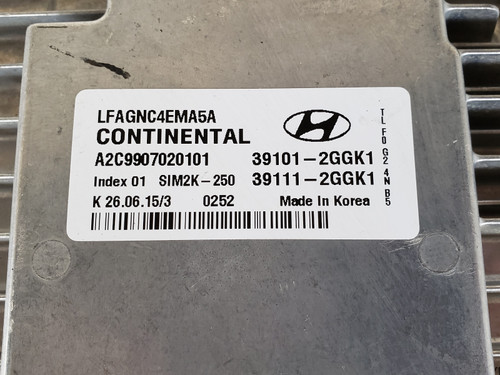 LFAGNC4EMA5A
CONTINENTAL
A2C9907020101 39101-2GGK1
Index 01 SIM2K-250 39111-2GGK1
K 26.06.15/3 0252 Made In Korea
TL F0 G2 4N B5